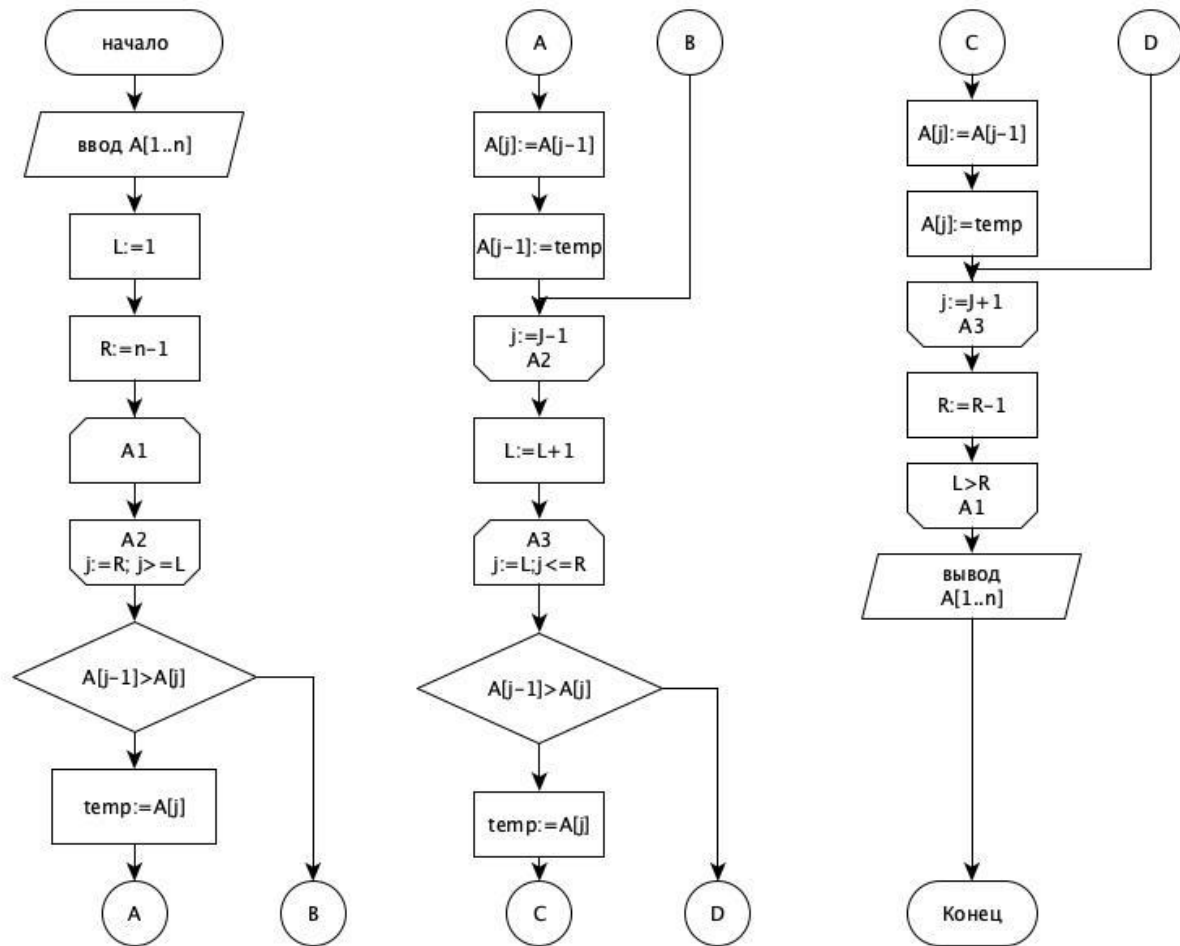 начало
ввод A[1..n]
L:=1
R:=n-1
A1
A2
j:=R; j>=L
A[j-1]>A[j]
temp:=A[j]
A
B
A
B
A[j]:=A[j-1]
A[j-1]:=temp
j:=J-1
A2
L:=L+1
A3
j:=L;j<=R
A[j-1]>A[j]
temp:=A[j]
C
D
C
D
A[j]:=A[j-1]
A[j]:=temp
j:=J+1
A3
R:=R-1
L>R
A1
вывод
A[1..n]
Конец